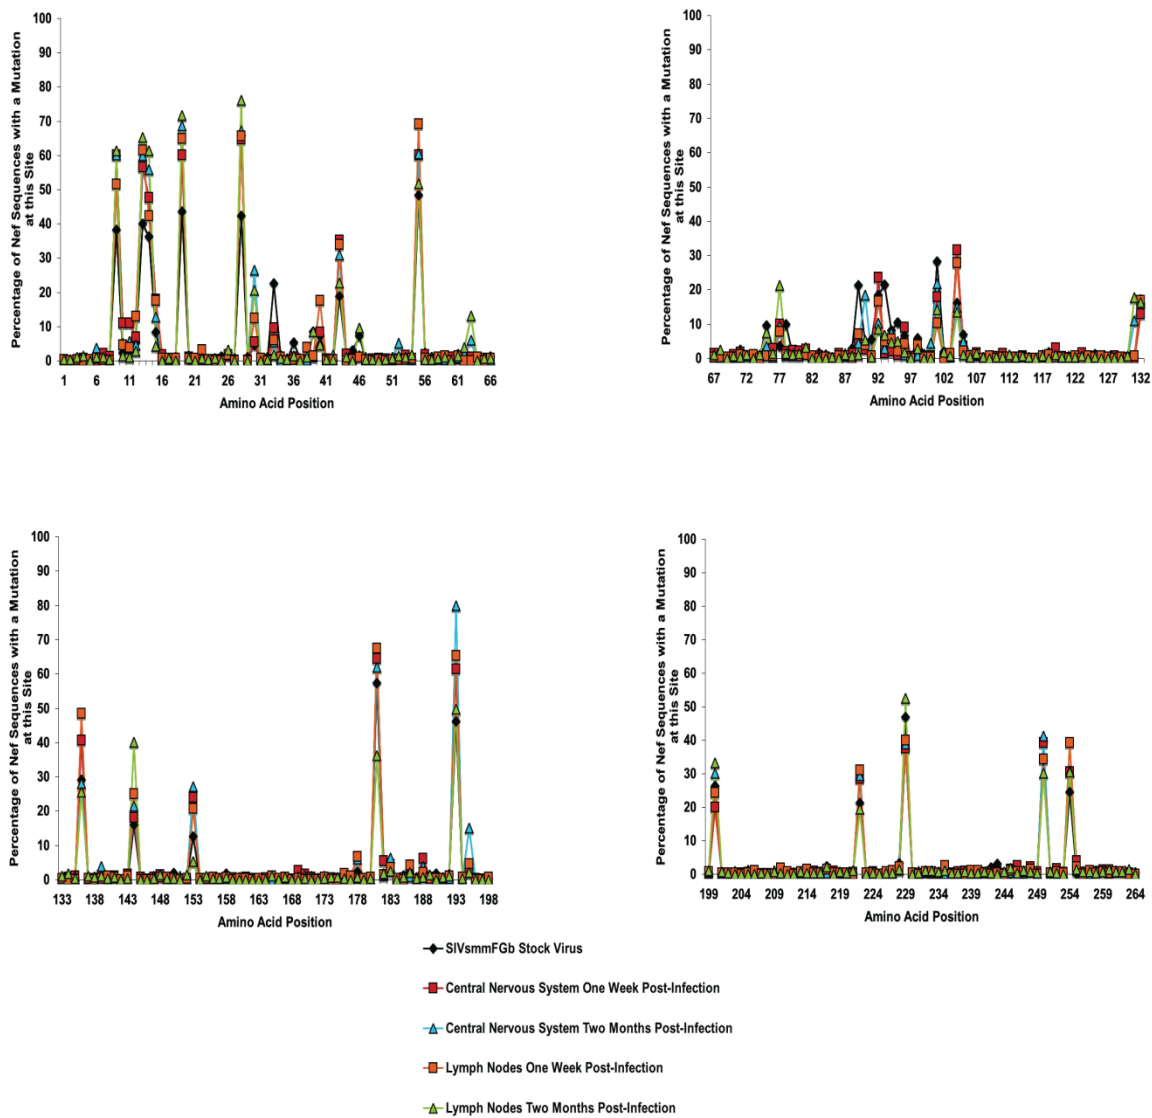 Percentage of Nef Sequences with a Mutation
at this Site
100
90
80
70
60
50
40
30
20
10
0
1 6 11 16 21 26 31 36 41 46 51 56 61 66
Amino Acid Position
Percentage of Nef Sequences with a Mutation
at this Site
100
90
80
70
60
50
40
30
20
10
0
67 72 77 82 87 92 97 102 107 112 117 122 127 132
Amino Acid Position
Percentage of Nef Sequences with a Mutation
at this Site
100
90
80
70
60
50
40
30
20
10
0
133 138 143 148 153 158 163 168 173 178 183 188 193 198
Amino Acid Position
Percentage of Nef Sequences with a Mutation
at this Site
100
90
80
70
60
50
40
30
20
10
0
199 204 209 214 219 224 229 234 239 244 249 254 259 264
Amino Acid Position
SIVsmmFGb Stock Virus
Central Nervous System One Week Post-Infection
Central Nervous System Two Months Post-Infection
Lymph Nodes One Week Post-Infection
Lymph Nodes Two Months Post-Infection